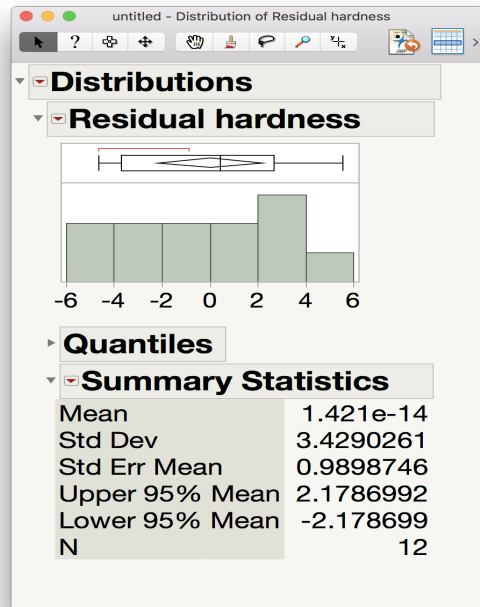 untitled - Distribution of Residual hardness
Distributions
Residual hardness
-6 -4 -2 0 2 4 6
Quantiles
Summary Statistics
Mean 1.421e-14
Std Dev 3.4290261
Std Err Mean 0.9898746
Upper 95% Mean 2.1786992
Lower 95% Mean -2.178699
N 12